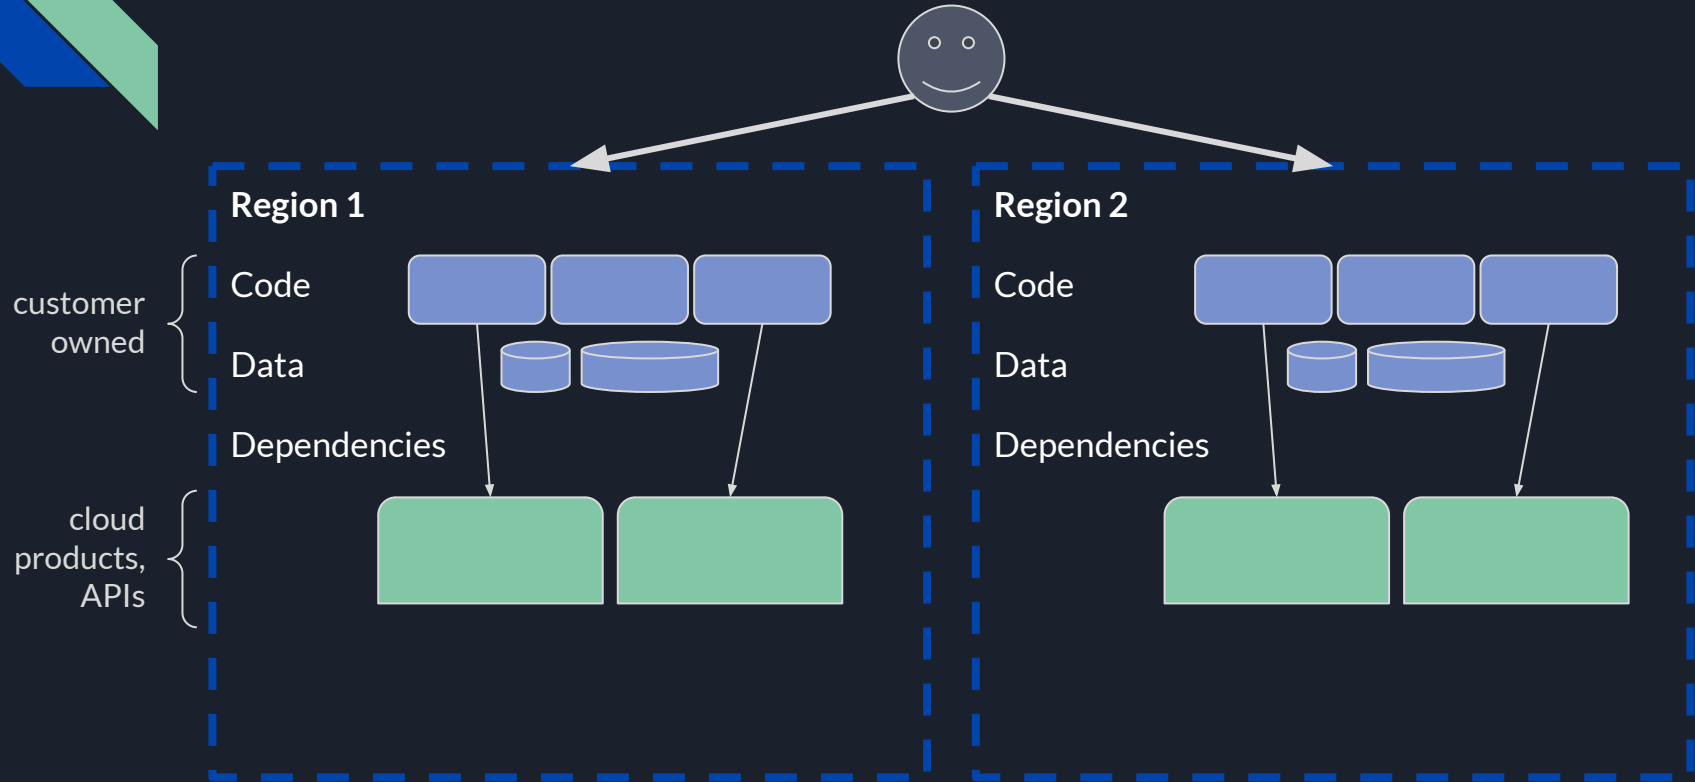 Region 1
Code
Data
Dependencies
Region 2
Code
Data
Dependencies
customer
owned
cloud
products,
APIs